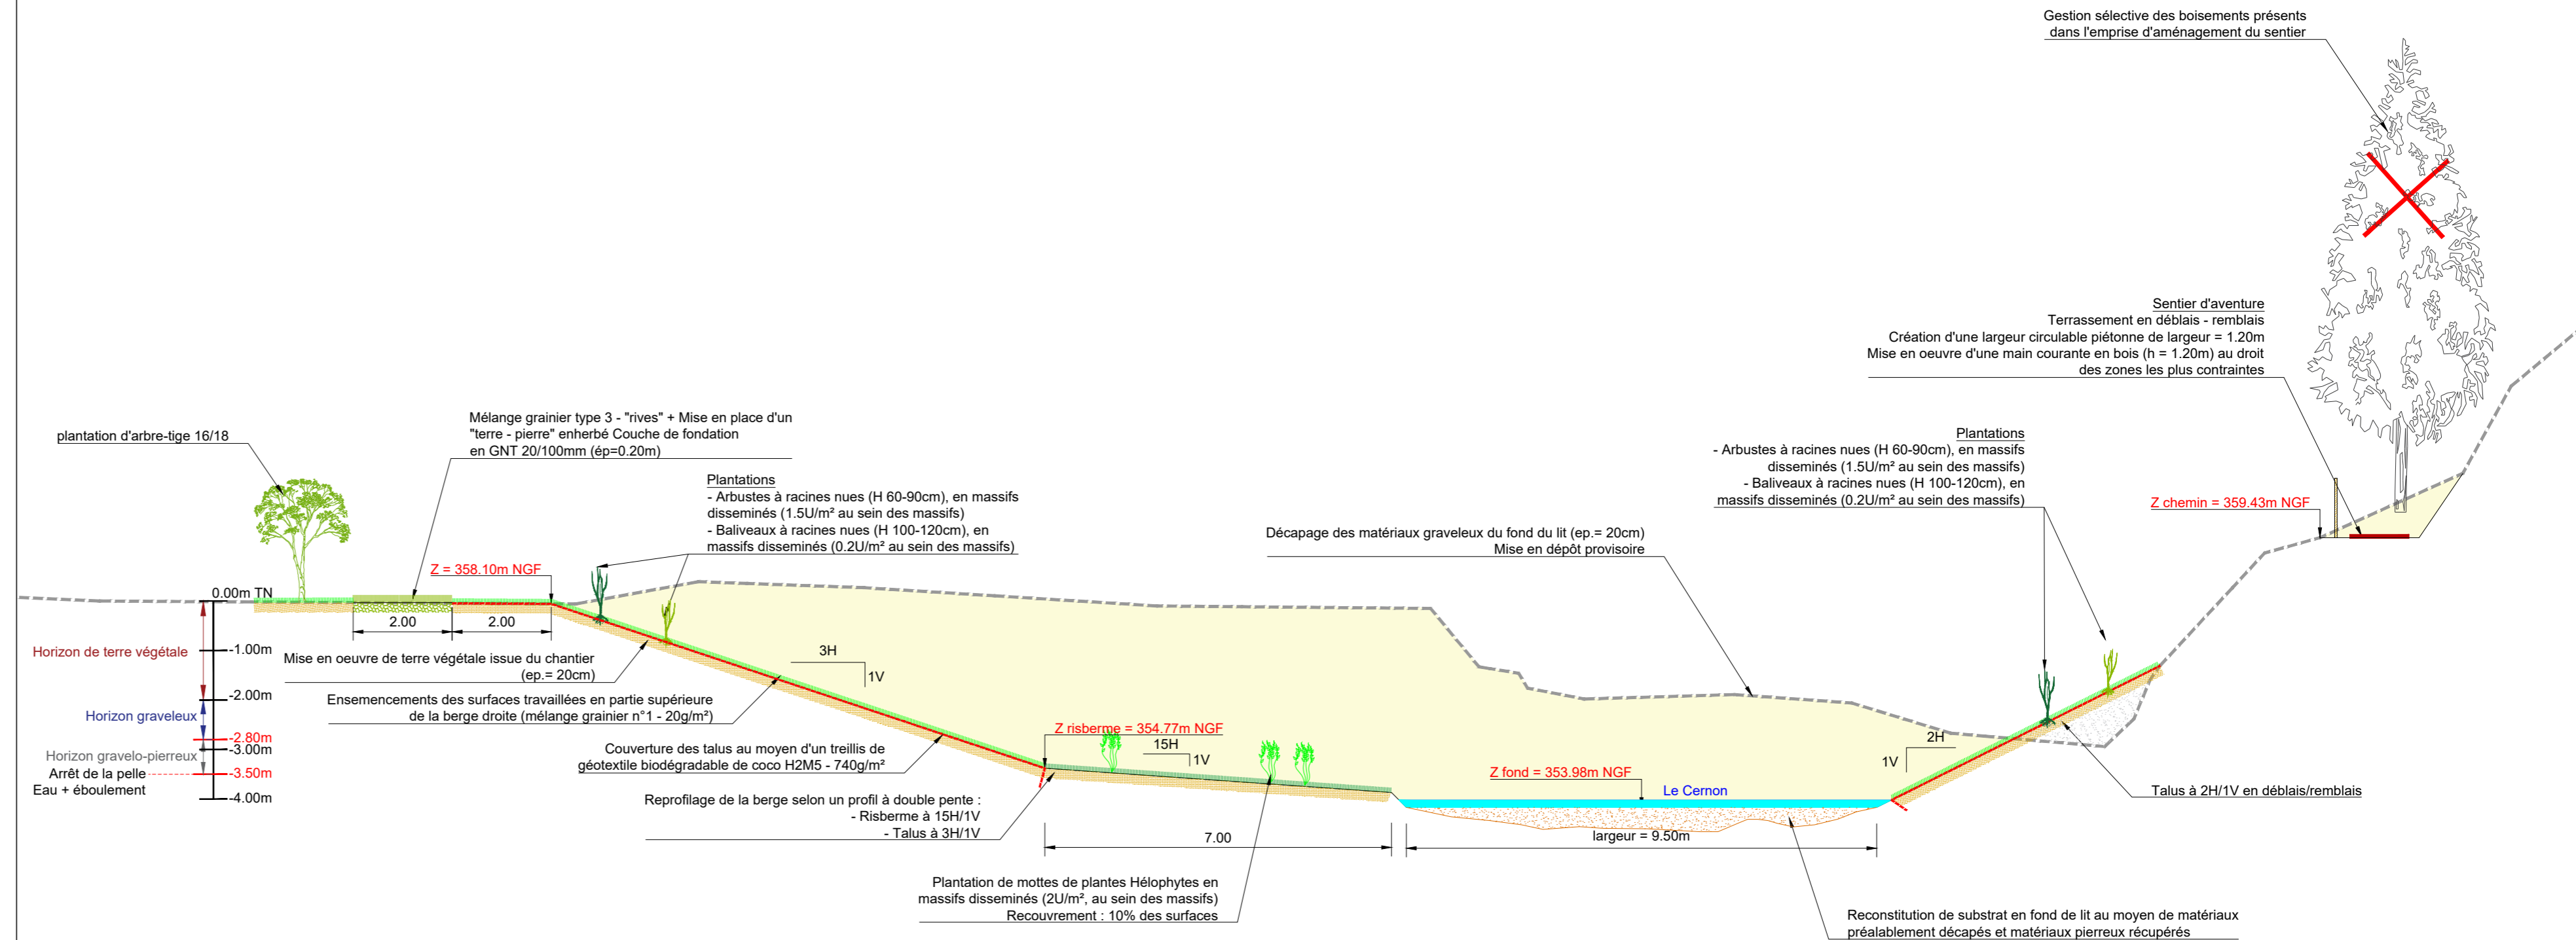 Gestion sélective des boisements présents
dans l'emprise d'aménagement du sentier
Sentier d'aventure
Terrassement en déblais - remblais
Création d'une largeur circulable piétonne de largeur = 1.20m
Mise en oeuvre d'une main courante en bois (h = 1.20m) au droit
des zones les plus contraintes
plantation d'arbre-tige 16/18
Mélange grainier type 3 - "rives" + Mise en place d'un
"terre - pierre" enherbé Couche de fondation
en GNT 20/100mm (ép=0.20m)
Plantations
- Arbustes à racines nues (H 60-90cm), en massifs
disseminés (1.5U/m² au sein des massifs)
- Baliveaux à racines nues (H 100-120cm), en
massifs disseminés (0.2U/m² au sein des massifs)
Plantations
- Arbustes à racines nues (H 60-90cm), en massifs
disseminés (1.5U/m² au sein des massifs)
- Baliveaux à racines nues (H 100-120cm), en
massifs disseminés (0.2U/m² au sein des massifs)
Z chemin = 359.43m NGF
Décapage des matériaux graveleux du fond du lit (ep.= 20cm)
Mise en dépôt provisoire
Z = 358.10m NGF
0.00m TN
2.00
2.00
Horizon de terre végétale
-1.00m
Mise en oeuvre de terre végétale issue du chantier
(ep.= 20cm)
3H
1V
-2.00m
Ensemencements des surfaces travaillées en partie supérieure
de la berge droite (mélange grainier n°1 - 20g/m²)
Horizon graveleux
-2.80m
-3.00m
Horizon gravelo-pierreux
Arrêt de la pelle
Eau + éboulement
-3.50m
-4.00m
Couverture des talus au moyen d'un treillis de
géotextile biodégradable de coco H2M5 - 740g/m²
Z risberme = 354.77m NGF
15H
1V
2H
1V
Z fond = 353.98m NGF
Le Cernon
Talus à 2H/1V en déblais/remblais
Reprofilage de la berge selon un profil à double pente :
- Risberme à 15H/1V
- Talus à 3H/1V
7.00
largeur = 9.50m
Plantation de mottes de plantes Hélophytes en
massifs disseminés (2U/m², au sein des massifs)
Recouvrement : 10% des surfaces
Reconstitution de substrat en fond de lit au moyen de matériaux
préalablement décapés et matériaux pierreux récupérés